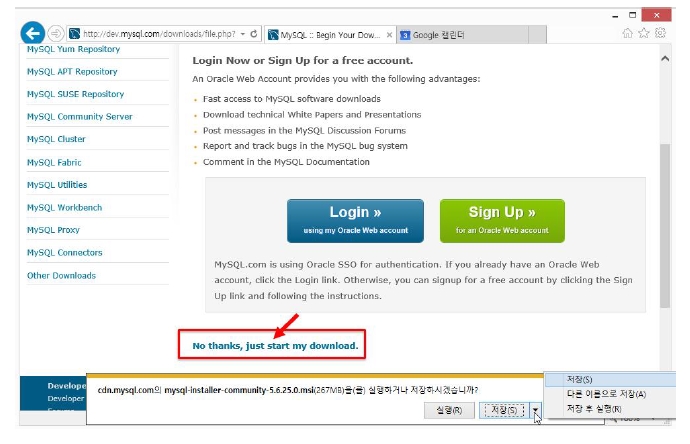 http://dev.mysql.com/downloads/file.php?
MySQL :: Begin Your Dow...
Google 캘린더
MySQL Yum Repository
MySQL APT Repository
MySQL SUSE Repository
MySQL Community Server
MySQL Cluster
MySQL Fabric
MySQL Utilities
MySQL Workbench
MySQL Proxy
MySQL Connectors
Other Downloads
Login Now or Sign Up for a free account.
An Oracle Web Account provides you with the following advantages:
Fast access to MySQL software downloads
Download technical White Papers and Presentations
Post messages in the MySQL Discussion Forums
Report and track bugs in the MySQL bug system
Comment in the MySQL Documentation
Login »
using my Oracle Web account
Sign Up »
for an Oracle Web account
MySQL.com is using Oracle SSO for authentication. If you already have an Oracle Web
account, click the Login link. Otherwise, you can signup for a free account by clicking the Sign
Up link and following the instructions.
No thanks, just start my download.
Develope
Developer
cdn.mysql.com의 mysql-installer-community-5.6.25.0.msi(267MB)을(를) 실행하거나 저장하시겠습니까?
실행(R)
저장(S)
저장(S)
다른 이름으로 저장(A)
저장 후 실행(R)